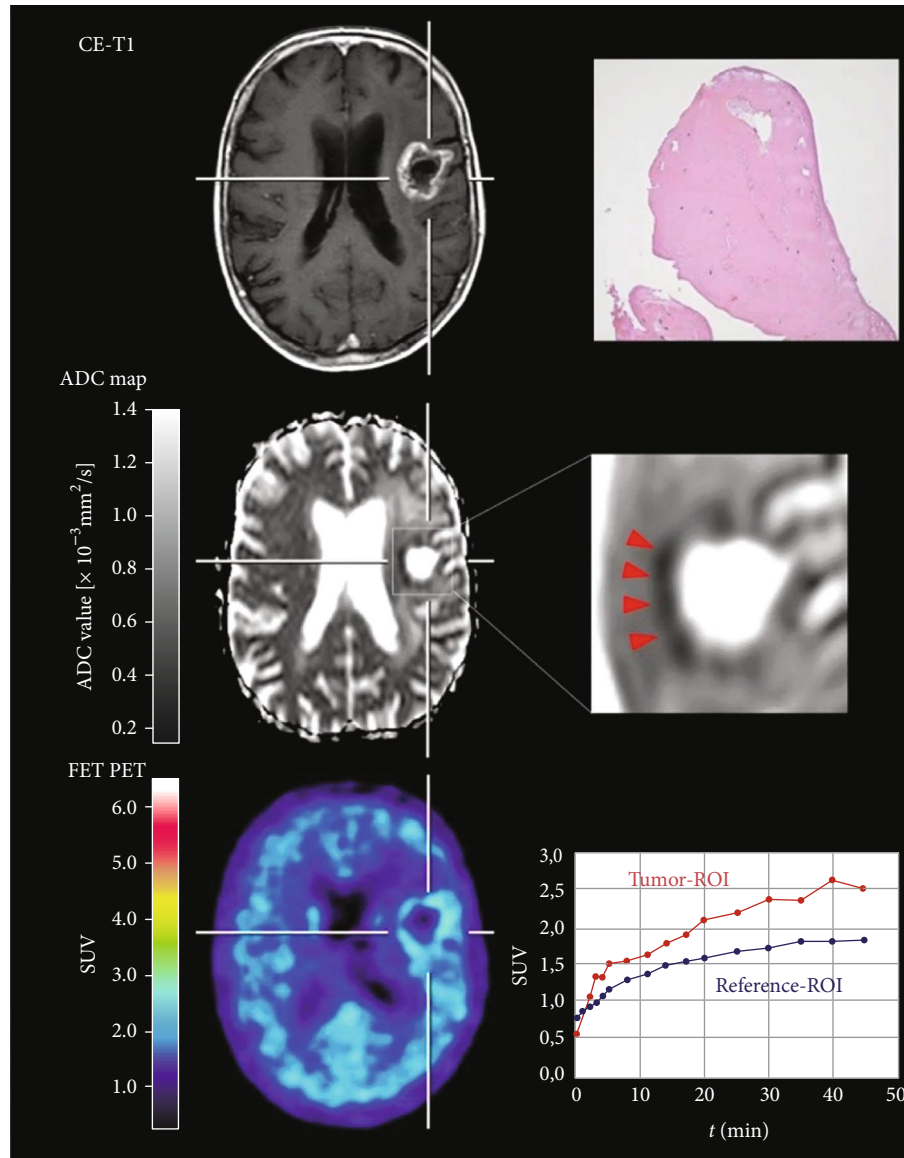 CE-T1
ADC map
1.4
1.2
1.0
0.8
0.6
0.4
0.2
ADC value [× 10⁻³ mm²/s]
FET PET
6.0
5.0
4.0
3.0
2.0
1.0
SUV
3,0
2,5
2,0
1,5
1,0
0,5
0,0
SUV
Tumor-ROI
Reference-ROI
0 10 20 30 40 50
t (min)